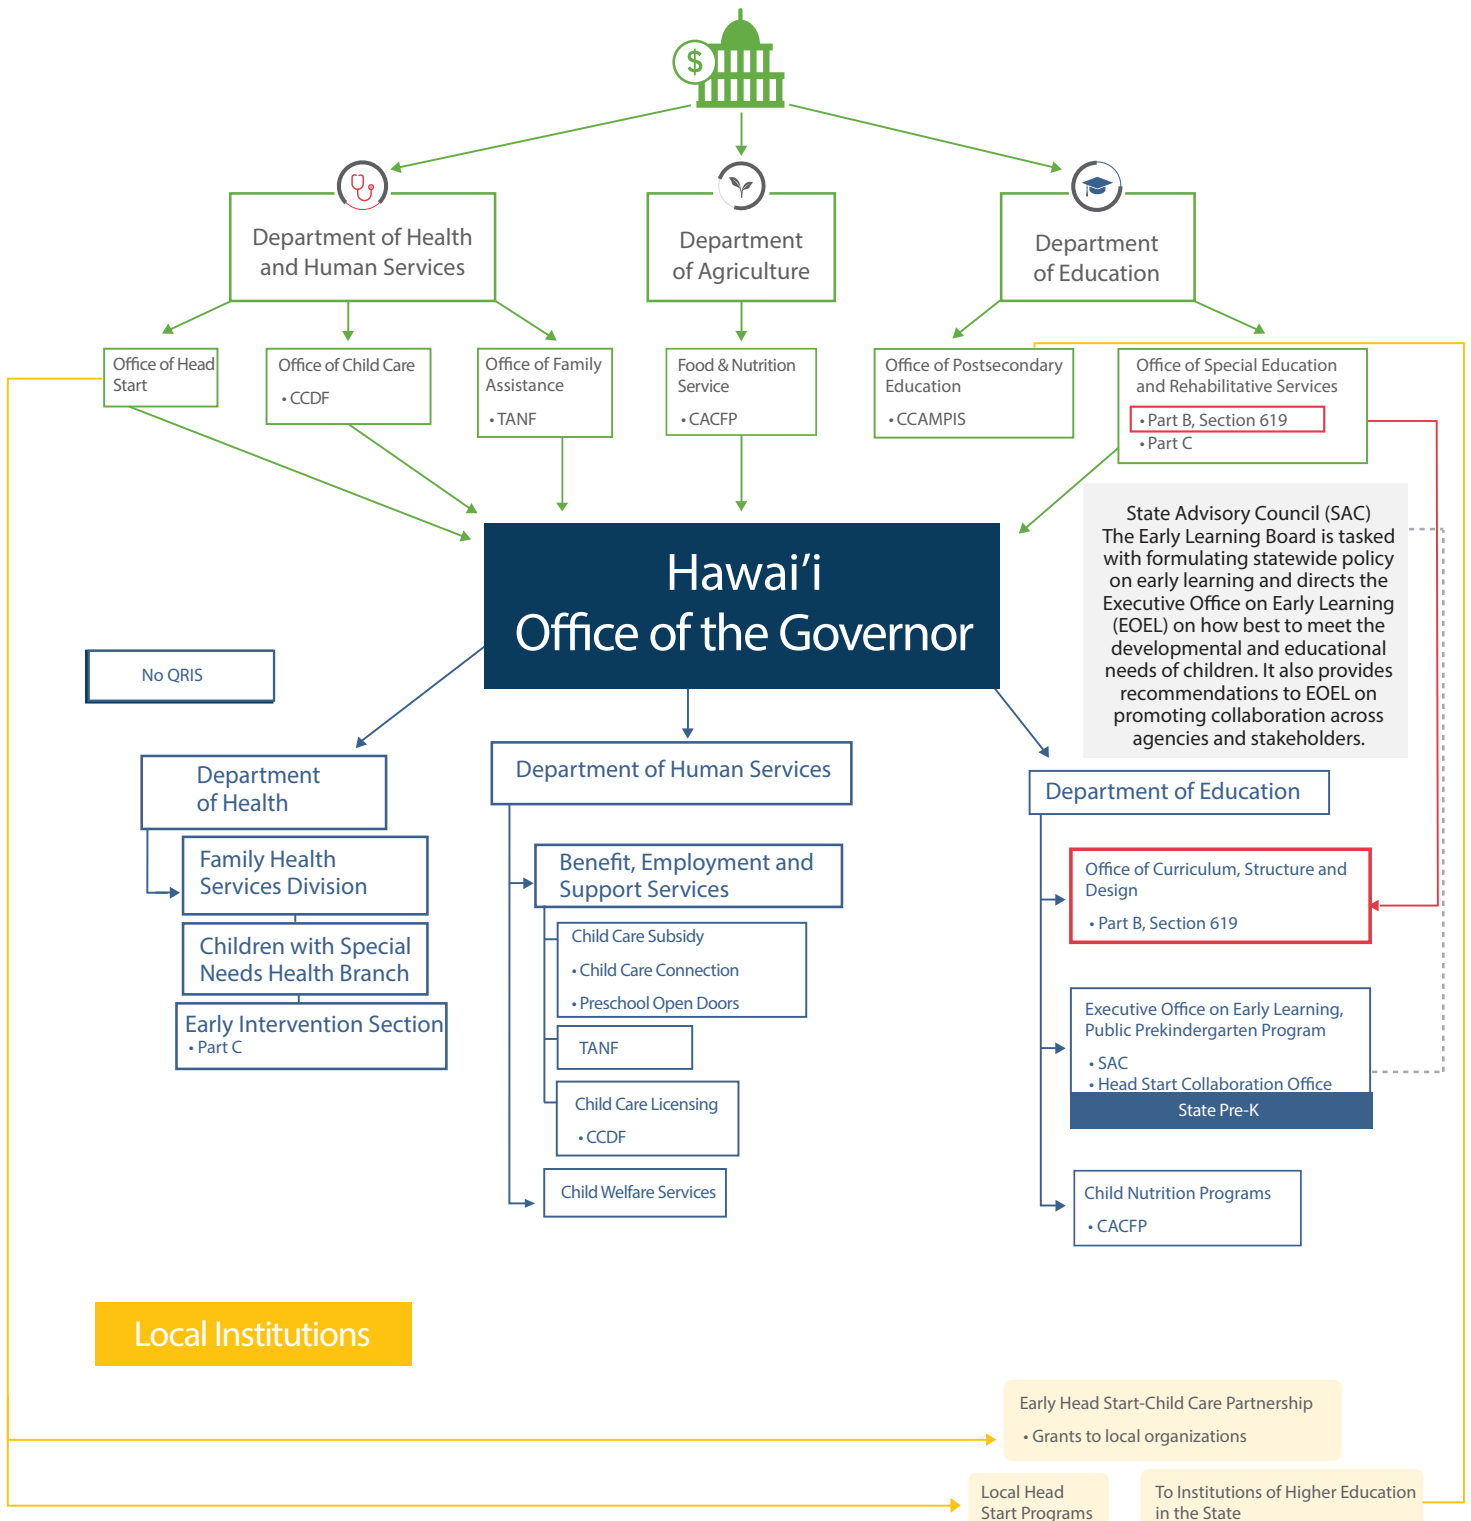 $
Department of Health
and Human Services
Department
of Agriculture
Department
of Education
Office of Head
Start
Office of Child Care
• CCDF
Office of Family
Assistance
• TANF
Food & Nutrition
Service
• CACFP
Office of Postsecondary
Education
• CCAMPIS
Office of Special Education
and Rehabilitative Services
• Part B, Section 619
• Part C
State Advisory Council (SAC)
The Early Learning Board is tasked
with formulating statewide policy
on early learning and directs the
Executive Office on Early Learning
(EOEL) on how best to meet the
developmental and educational
needs of children. It also provides
recommendations to EOEL on
promoting collaboration across
agencies and stakeholders.
Hawai’i
Office of the Governor
No QRIS
Department
of Health
Family Health
Services Division
Children with Special
Needs Health Branch
Early Intervention Section
• Part C
Department of Human Services
Benefit, Employment and
Support Services
Child Care Subsidy
• Child Care Connection
• Preschool Open Doors
TANF
Child Care Licensing
• CCDF
Child Welfare Services
Department of Education
Office of Curriculum, Structure and
Design
• Part B, Section 619
Executive Office on Early Learning,
Public Prekindergarten Program
• SAC
• Head Start Collaboration Office
State Pre-K
Child Nutrition Programs
• CACFP
Local Institutions
Early Head Start-Child Care Partnership
• Grants to local organizations
Local Head
Start Programs
To Institutions of Higher Education
in the State